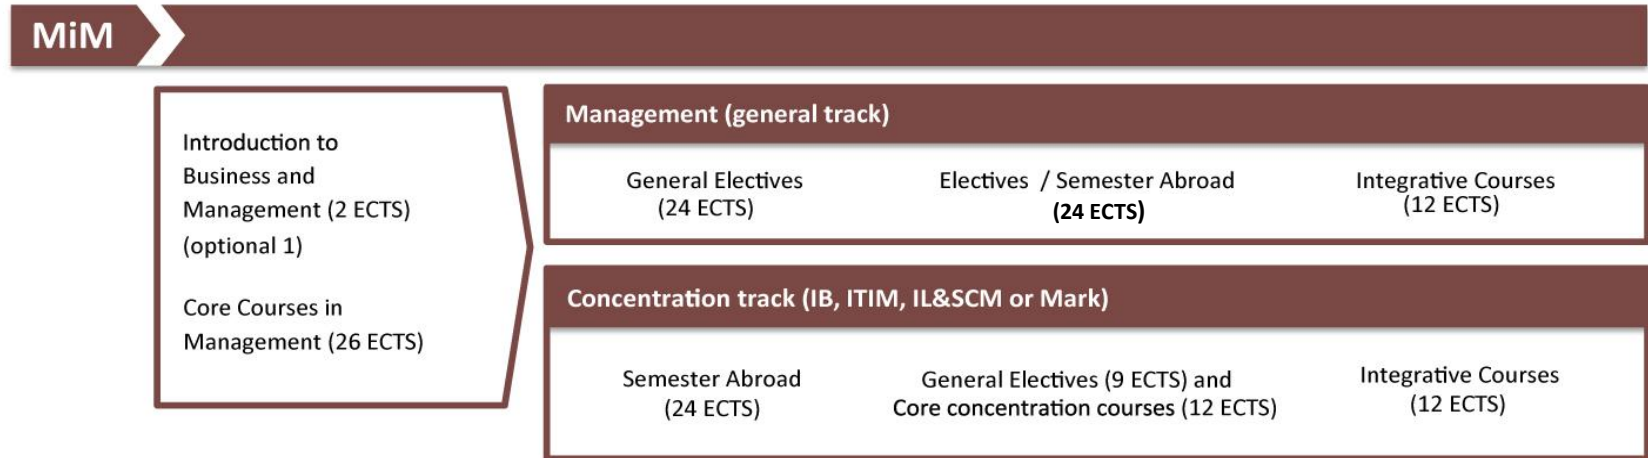 MiM
Introduction to
Business and
Management (2 ECTS)
(optional 1)
Core Courses in
Management (26 ECTS)
Management (general track)
General Electives
(24 ECTS)
Electives / Semester Abroad
(24 ECTS)
Integrative Courses
(12 ECTS)
Concentration track (IB, ITIM, IL&SCM or Mark)
Semester Abroad
(24 ECTS)
General Electives (9 ECTS) and
Core concentration courses (12 ECTS)
Integrative Courses
(12 ECTS)